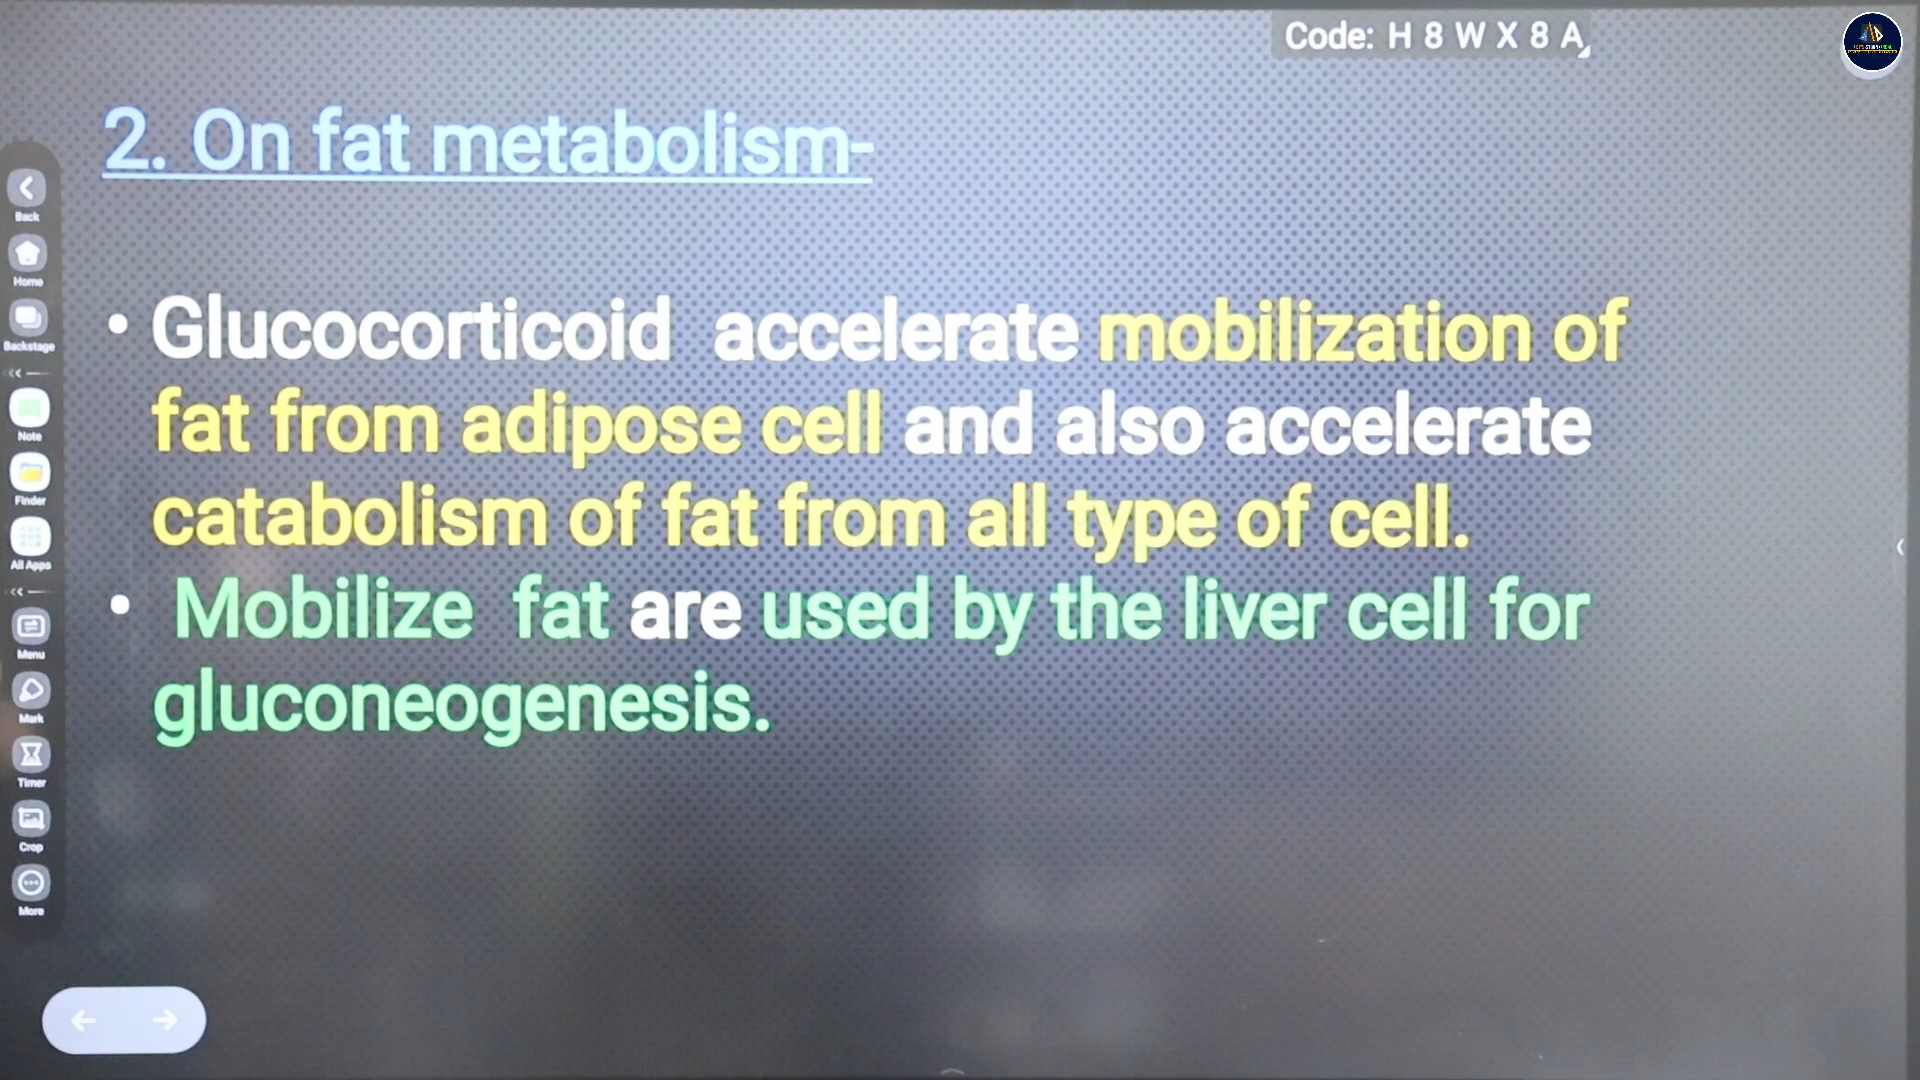 Code: H 8 W X 8 A
2. On fat metabolism-
• Glucocorticoid accelerate mobilization of
fat from adipose cell and also accelerate
catabolism of fat from all type of cell.
• Mobilize fat are used by the liver cell for
gluconeogenesis.
Back
Home
Backstage
Note
Finder
All Apps
Menu
Mark
Timer
Crop
More